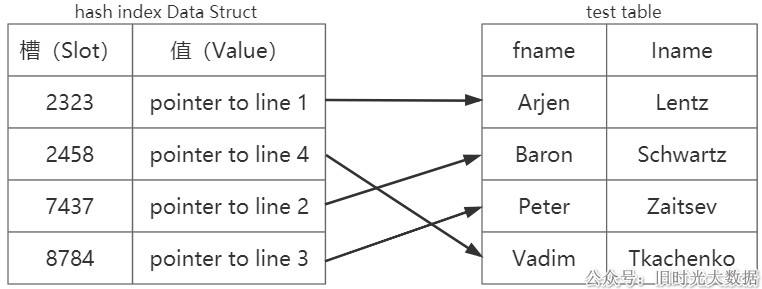 hash index Data Struct
test table
槽（Slot） 值（Value） fname lname
2323 pointer to line 1 Arjen Lentz
2458 pointer to line 4 Baron Schwartz
7437 pointer to line 2 Peter Zaitsev
8784 pointer to line 3 Vadim Tkachenko
公众号：旧时光大数据